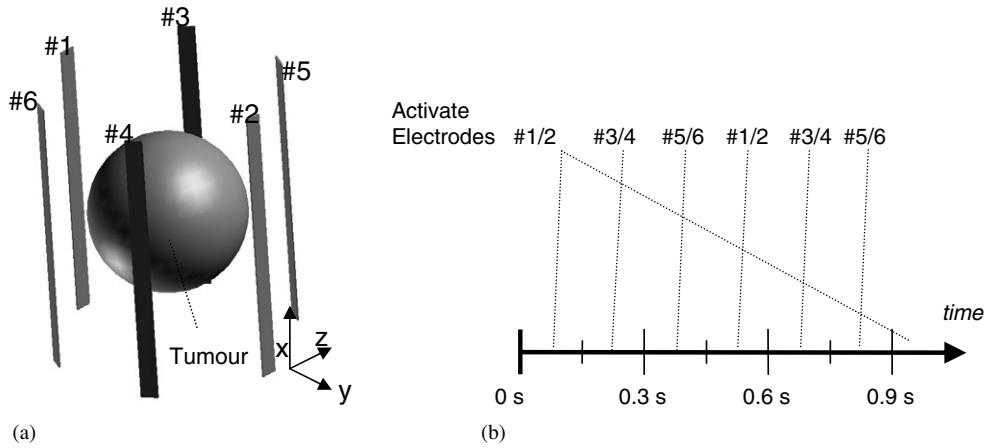 #3
#1
#5
#6
#2
#4
Tumour
x
z
y
(a)
Activate
Electrodes
#1/2 #3/4 #5/6 #1/2 #3/4 #5/6
time
0 s 0.3 s 0.6 s 0.9 s
(b)